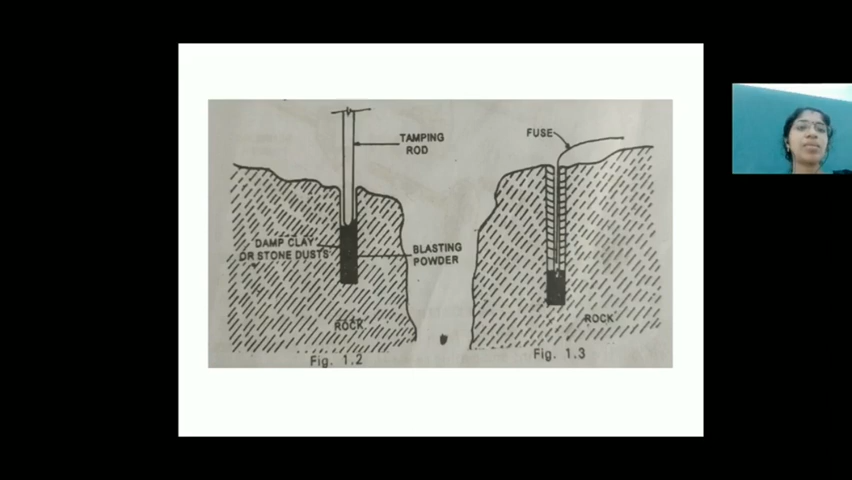 TAMPING
ROD
DAMP CLAY
OR STONE DUSTS
BLASTING
POWDER
ROCK
Fig. 1.2
FUSE
ROCK
Fig. 1.3